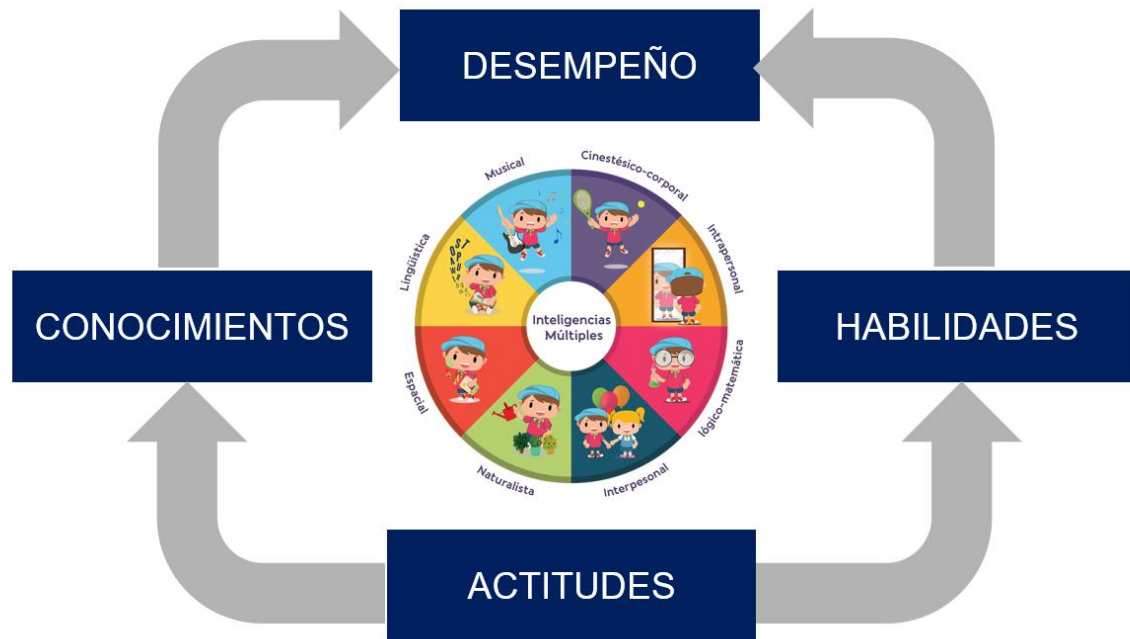 DESEMPEÑO
Musical
Cinestésico-corporal
Lingüística
Intrapersonal
CONOCIMIENTOS
Inteligencias
Múltiples
HABILIDADES
Espacial
lógico-matemática
Naturalista
Interpesonal
ACTITUDES